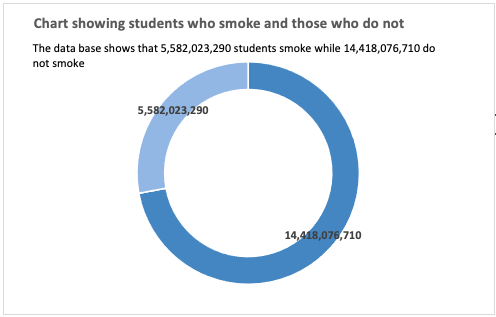 Chart showing students who smoke and those who do not
The data base shows that 5,582,023,290 students smoke while 14,418,076,710 do
not smoke
5,582,023,290
14,418,076,710